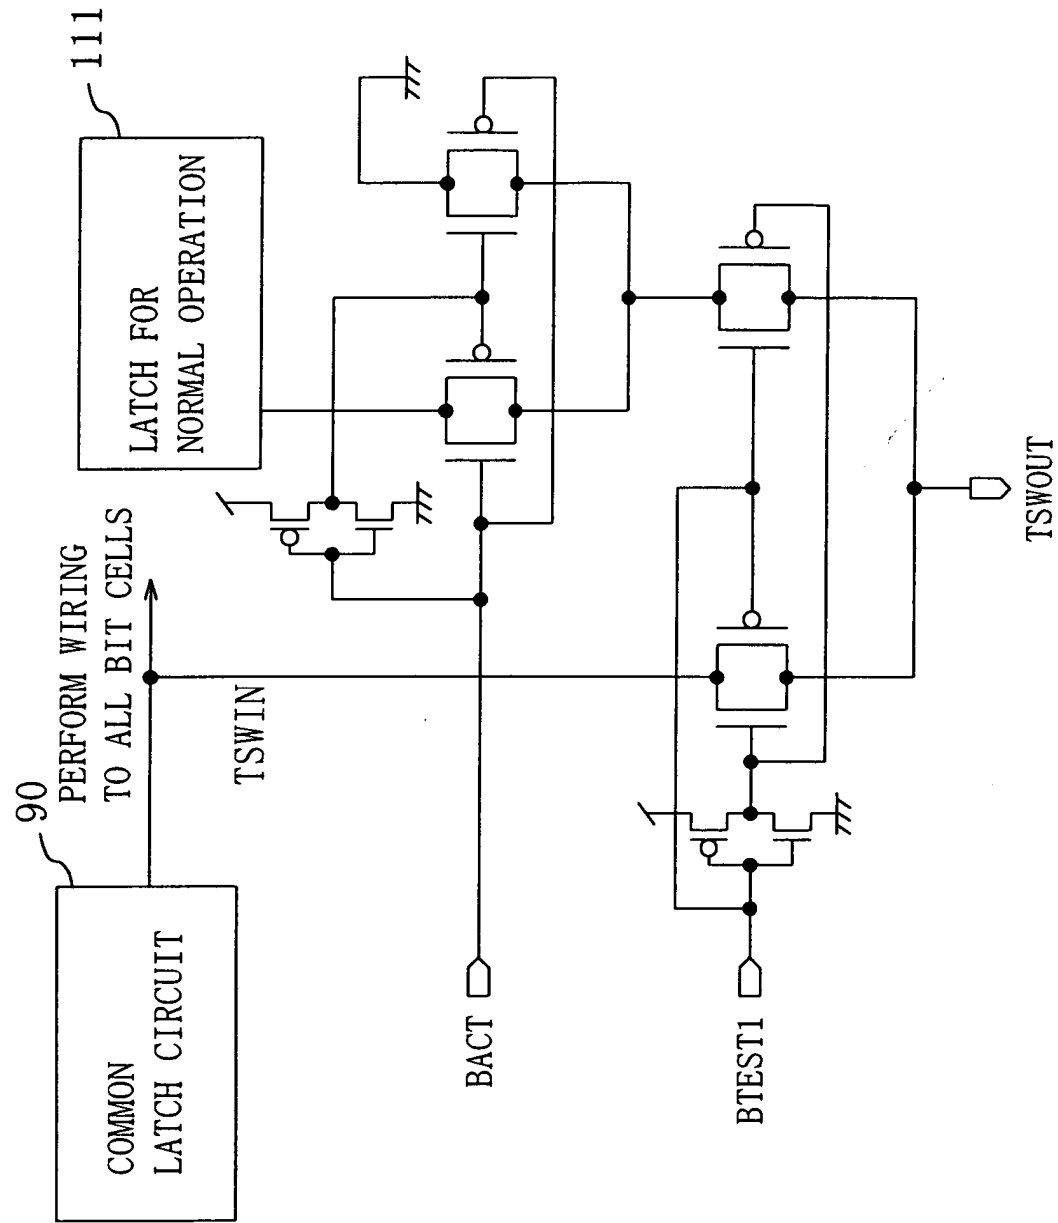 90
COMMON
LATCH CIRCUIT
PERFORM WIRING
TO ALL BIT CELLS
111
LATCH FOR
NORMAL OPERATION
TSWIN
BACT
BTEST1
TSWOUT